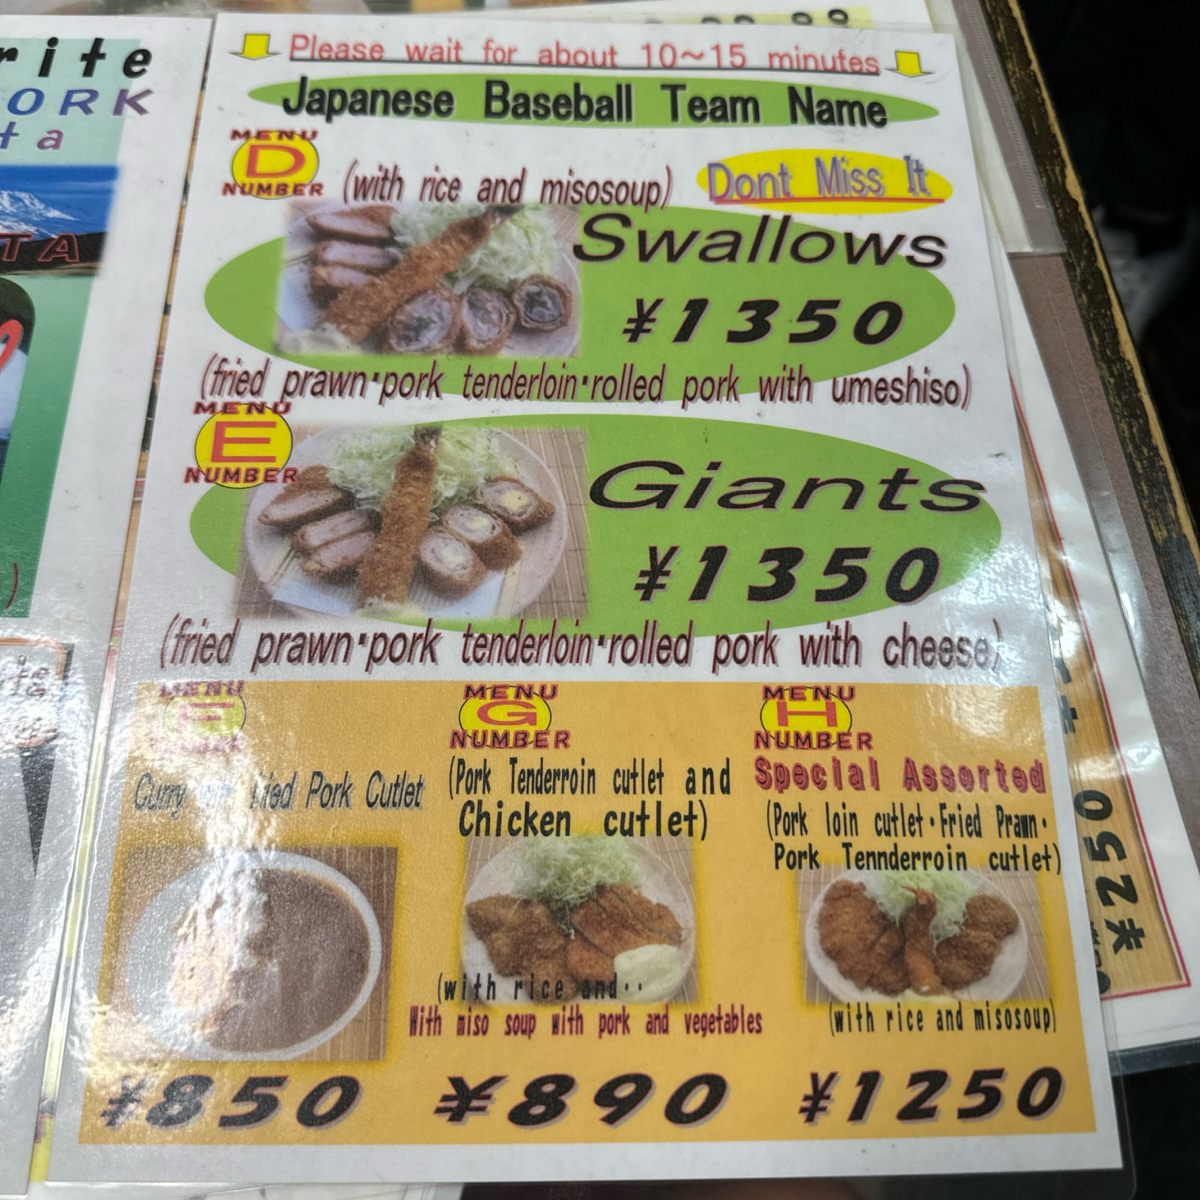 rite
ORK
ta
TA
Please wait for about 10~15 minutes
Japanese Baseball Team Name
MENU
D
NUMBER
(with rice and misosoup)
Dont Miss It
Swallows
¥1350
(fried prawn・pork tenderloin・rolled pork with umeshiso)
MENU
E
NUMBER
Giants
¥1350
(fried prawn・pork tenderloin・rolled pork with cheese)
MENU
F
Curry Fried Pork Cutlet
¥850
MENU
G
NUMBER
(Pork Tenderroin cutlet and
Chicken cutlet)
(with rice and··
With miso soup with pork and vegetables
¥890
MENU
H
NUMBER
Special Assorted
(Pork loin cutlet・Fried Prawn・
Pork Tennderroin cutlet)
(with rice and misosoup)
¥1250
¥250